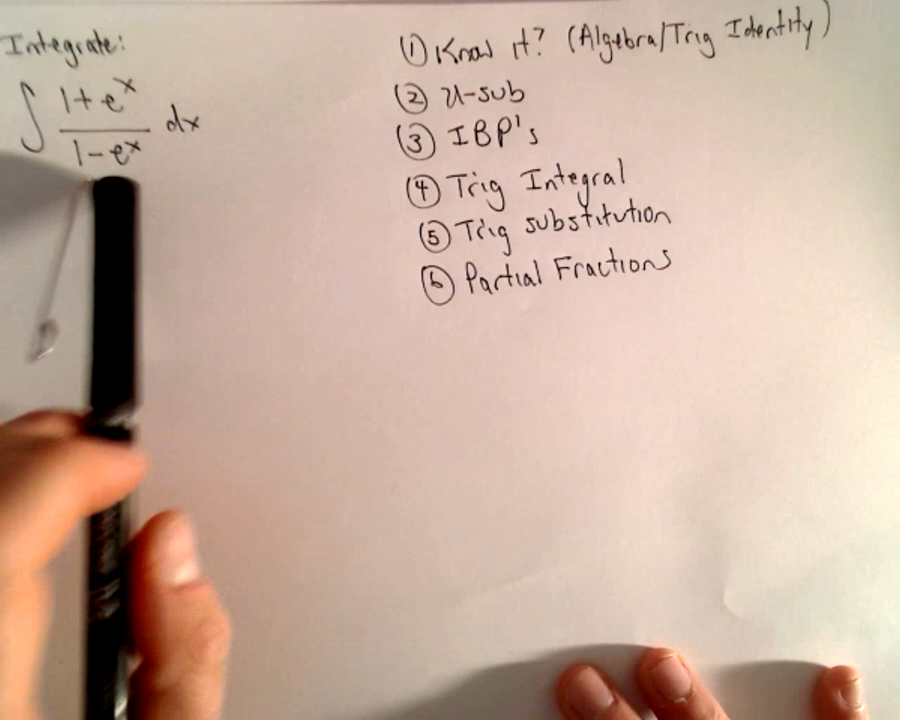 Integrate:
∫ (1+e^x)/(1-e^x) dx
① Know it? (Algebra/Trig Identity)
② u-sub
③ IBP's
④ Trig Integral
⑤ Trig substitution
⑥ Partial Fractions